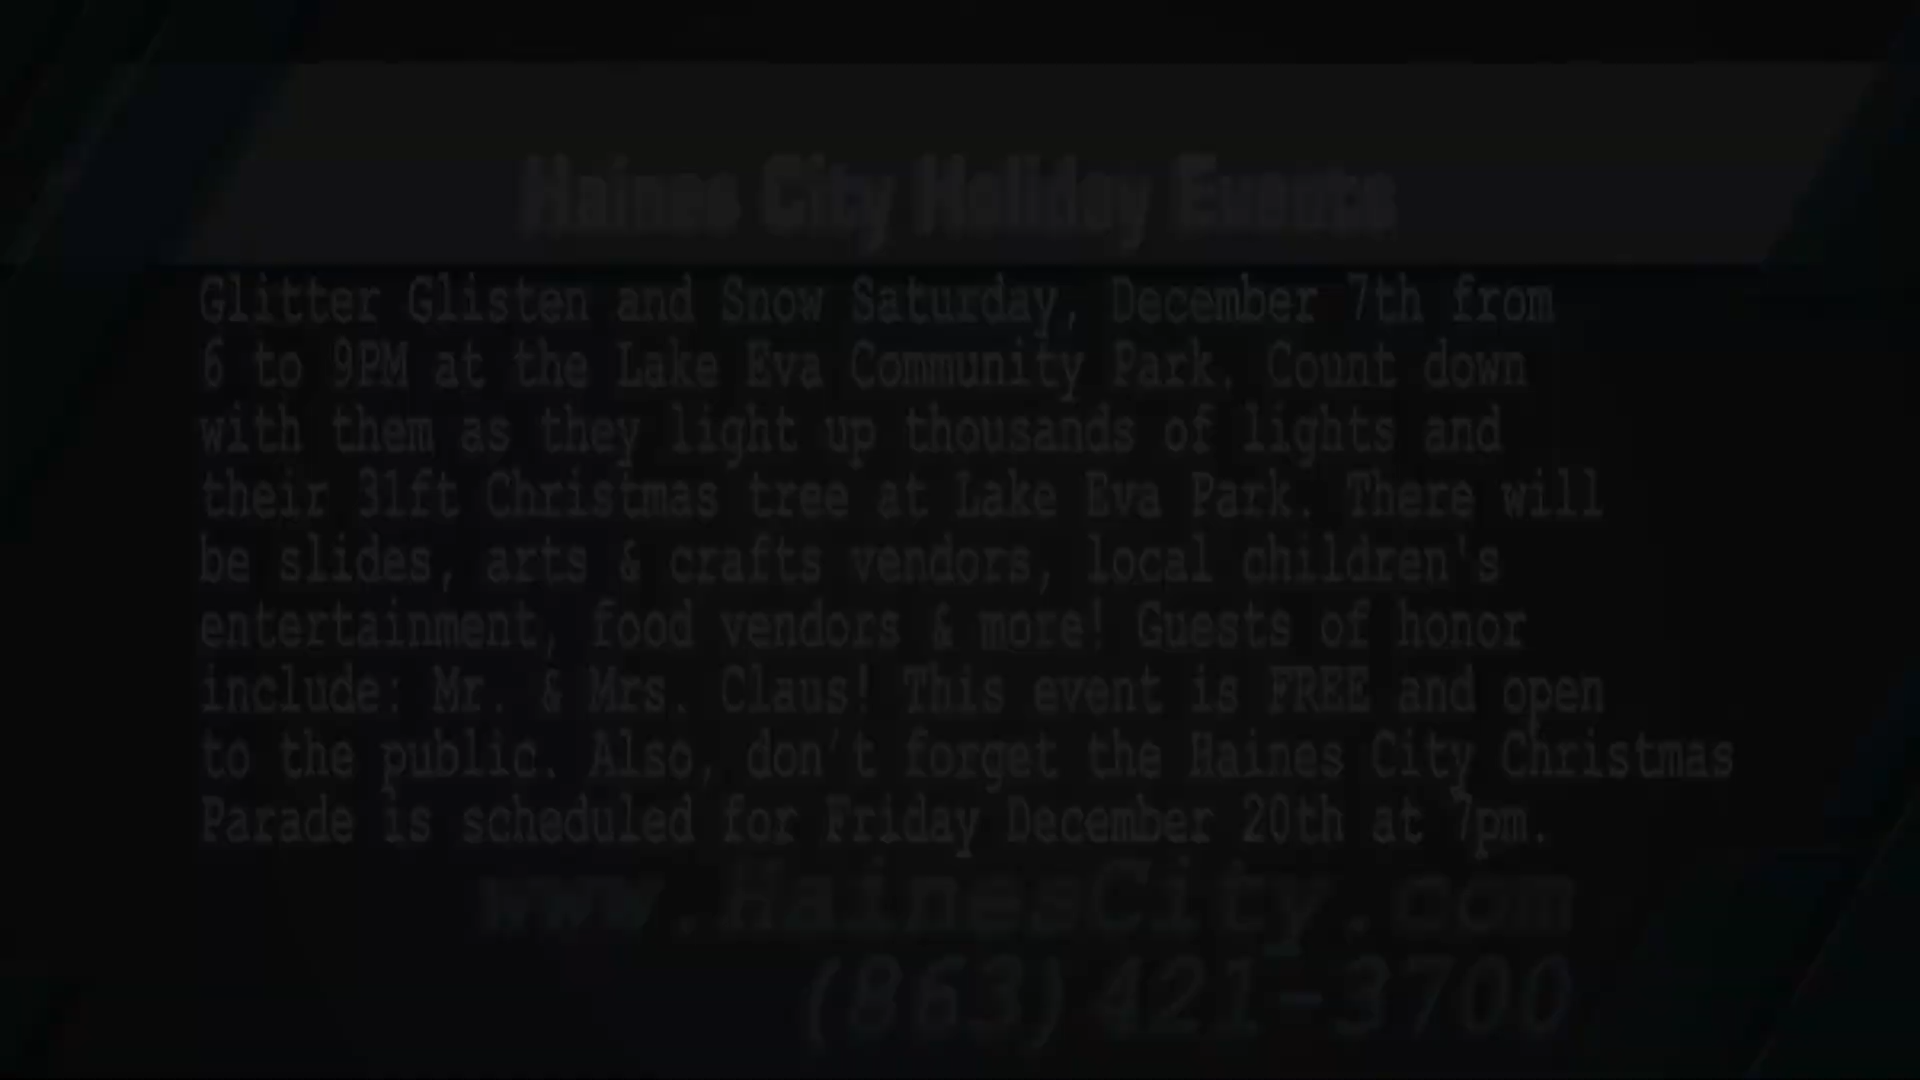 Haines City Holiday Events
Glitter Glisten and Snow Saturday, December 7th from
6 to 9PM at the Lake Eva Community Park. Count down
with them as they light up thousands of lights and
their 31ft Christmas tree at Lake Eva Park. There will
be slides, arts & crafts vendors, local children's
entertainment, food vendors & more! Guests of honor
include: Mr. & Mrs. Claus! This event is FREE and open
to the public. Also, don't forget the Haines City Christmas
Parade is scheduled for Friday December 20th at 7pm.
www.HainesCity.com
(863)421-3700